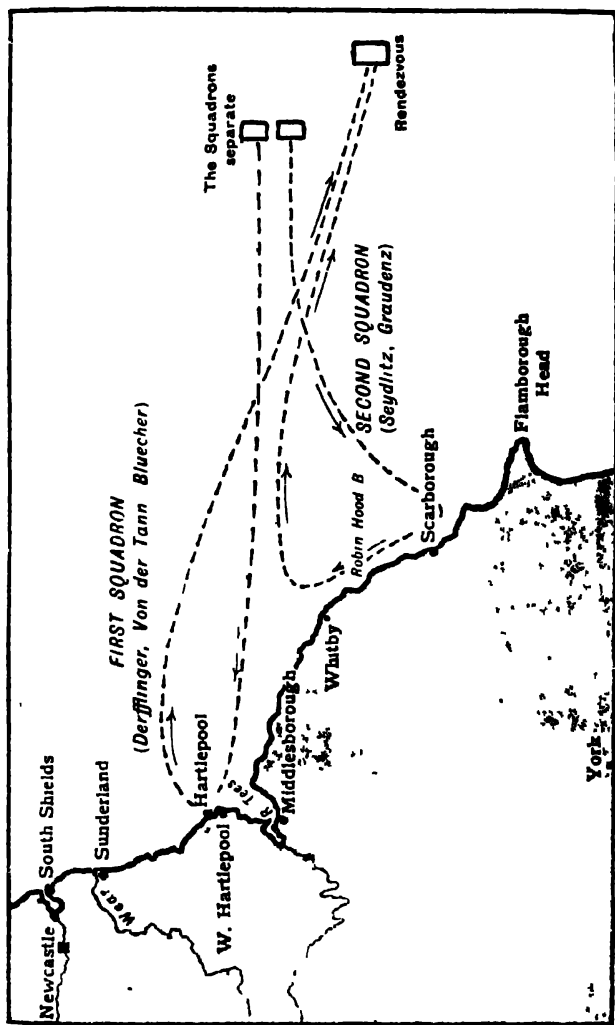 South Shields
Newcastle
Sunderland
Wear
Hartlepool
W. Hartlepool
R Tees
Middlesborough
Whitby
Robin Hood B
Scarborough
Flamborough
Head
York
FIRST SQUADRON
(Derfflinger, Von der Tann Bluecher)
SECOND SQUADRON
(Seydlitz, Graudenz)
The Squadrons
separate
Rendezvous